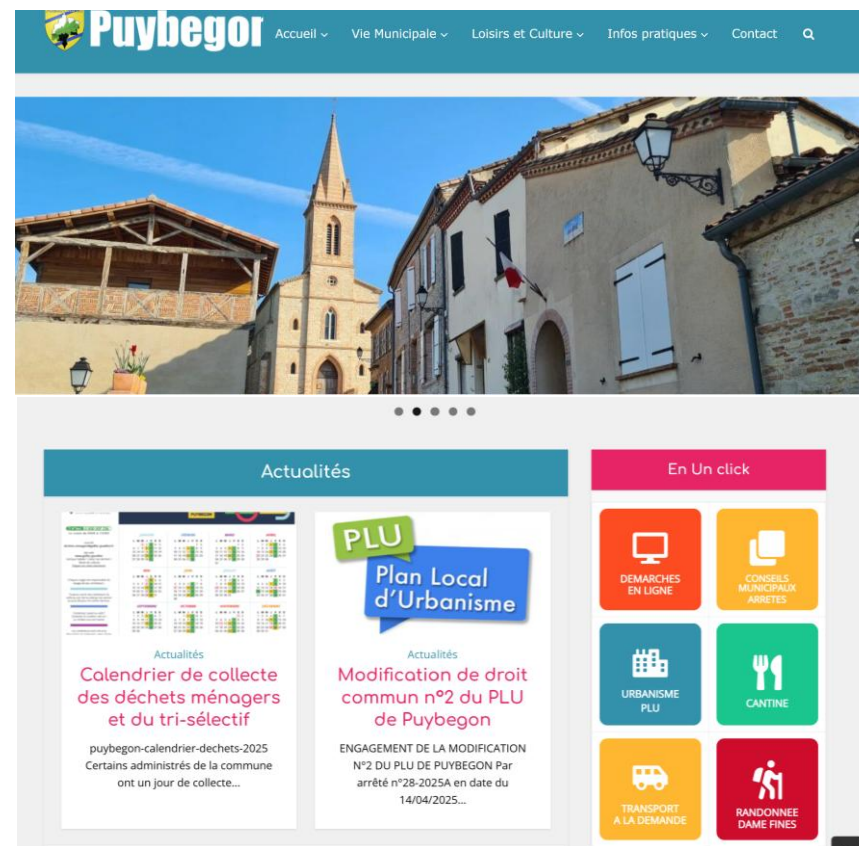 Puybegor
Accueil
Vie Municipale
Loisirs et Culture
Infos pratiques
Contact
Actualités
Actualités
Calendrier de collecte
des déchets ménagers
et du tri-sélectif
puybegon-calendrier-dechets-2025
Certains administrés de la commune
ont un jour de collecte...
PLU
Plan Local
d'Urbanisme
Actualités
Modification de droit
commun n°2 du PLU
de Puybegon
ENGAGEMENT DE LA MODIFICATION
N°2 DU PLU DE PUYBEGON Par
arrêté n°28-2025A en date du
14/04/2025...
En Un click
DEMARCHES
EN LIGNE
CONSEILS
MUNICIPAUX
ARRETES
URBANISME
PLU
CANTINE
TRANSPORT
A LA DEMANDE
RANDONNEE
DAME FINES